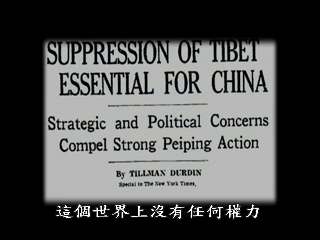 SUPPRESSION OF TIBET
ESSENTIAL FOR CHINA
Strategic and Political Concerns
Compel Strong Peiping Action
By TILLMAN DURDIN
Special to The New York Times.
這個世界上沒有任何權力